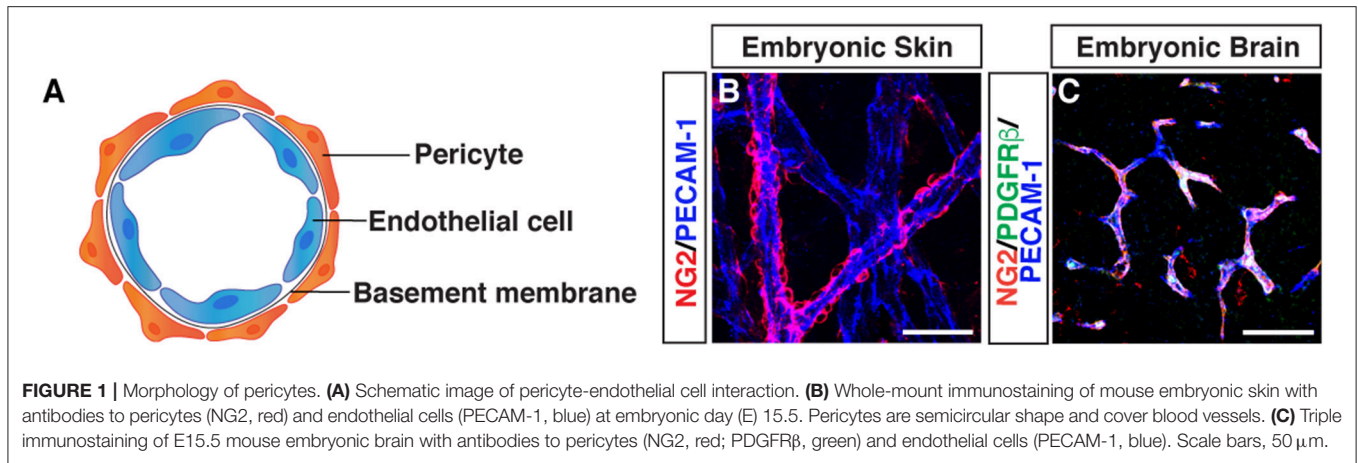 A
Pericyte
Endothelial cell
Basement membrane
Embryonic Skin
NG2/PECAM-1
B
Embryonic Brain
NG2/PDGFRβ/
PECAM-1
C
FIGURE 1 | Morphology of pericytes. (A) Schematic image of pericyte-endothelial cell interaction. (B) Whole-mount immunostaining of mouse embryonic skin with
antibodies to pericytes (NG2, red) and endothelial cells (PECAM-1, blue) at embryonic day (E) 15.5. Pericytes are semicircular shape and cover blood vessels. (C) Triple
immunostaining of E15.5 mouse embryonic brain with antibodies to pericytes (NG2, red; PDGFRβ, green) and endothelial cells (PECAM-1, blue). Scale bars, 50 μm.